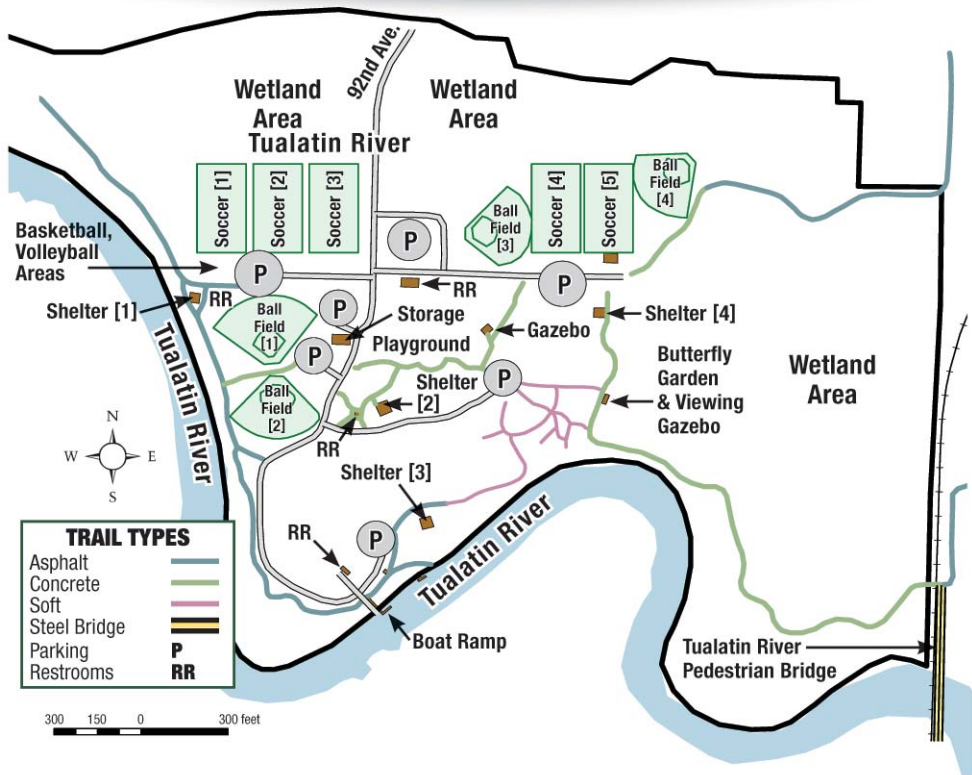 92nd Ave.
Wetland
Area
Tualatin River
Wetland
Area
Soccer [1]
Soccer [2]
Soccer [3]
Soccer [4]
Soccer [5]
Ball
Field
[4]
Ball
Field
[3]
P
P
P
Basketball,
Volleyball
Areas
Shelter [1]
RR
RR
P
Storage
Ball
Field
[1]
Gazebo
Shelter [4]
Playground
P
Butterfly
Garden
& Viewing
Gazebo
Wetland
Area
P
Shelter
[2]
Ball
Field
[2]
RR
Tualatin River
N
W
E
S
Shelter [3]
RR
P
Tualatin River
Boat Ramp
Tualatin River
Pedestrian Bridge
TRAIL TYPES
Asphalt
Concrete
Soft
Steel Bridge
Parking P
Restrooms RR
300 150 0 300 feet